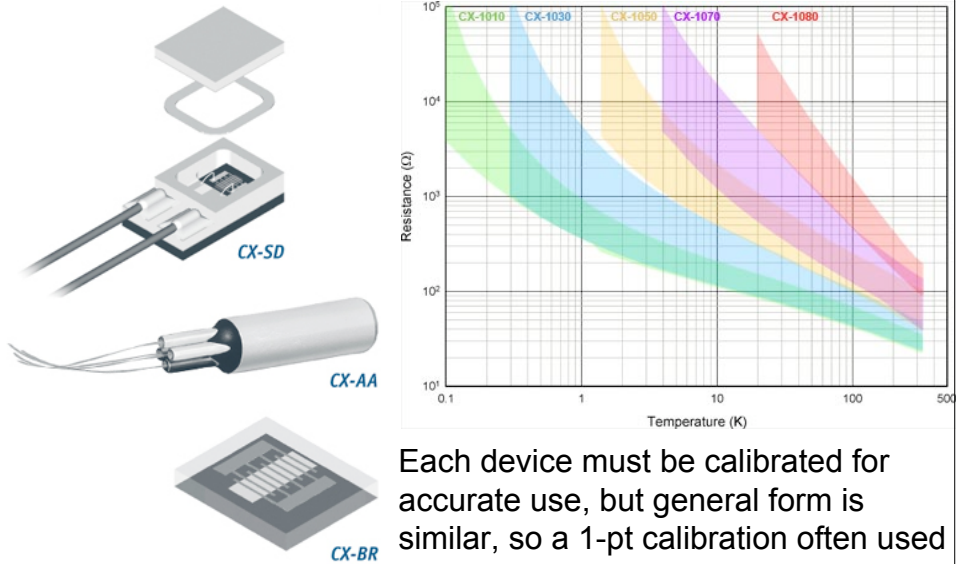 CX-SD
CX-AA
CX-BR
CX-1010 CX-1030 CX-1050 CX-1070 CX-1080
Resistance (Ω)
10⁵
10⁴
10³
10²
10¹
0.1 1 10 100 500
Temperature (K)
Each device must be calibrated for
accurate use, but general form is
similar, so a 1-pt calibration often used